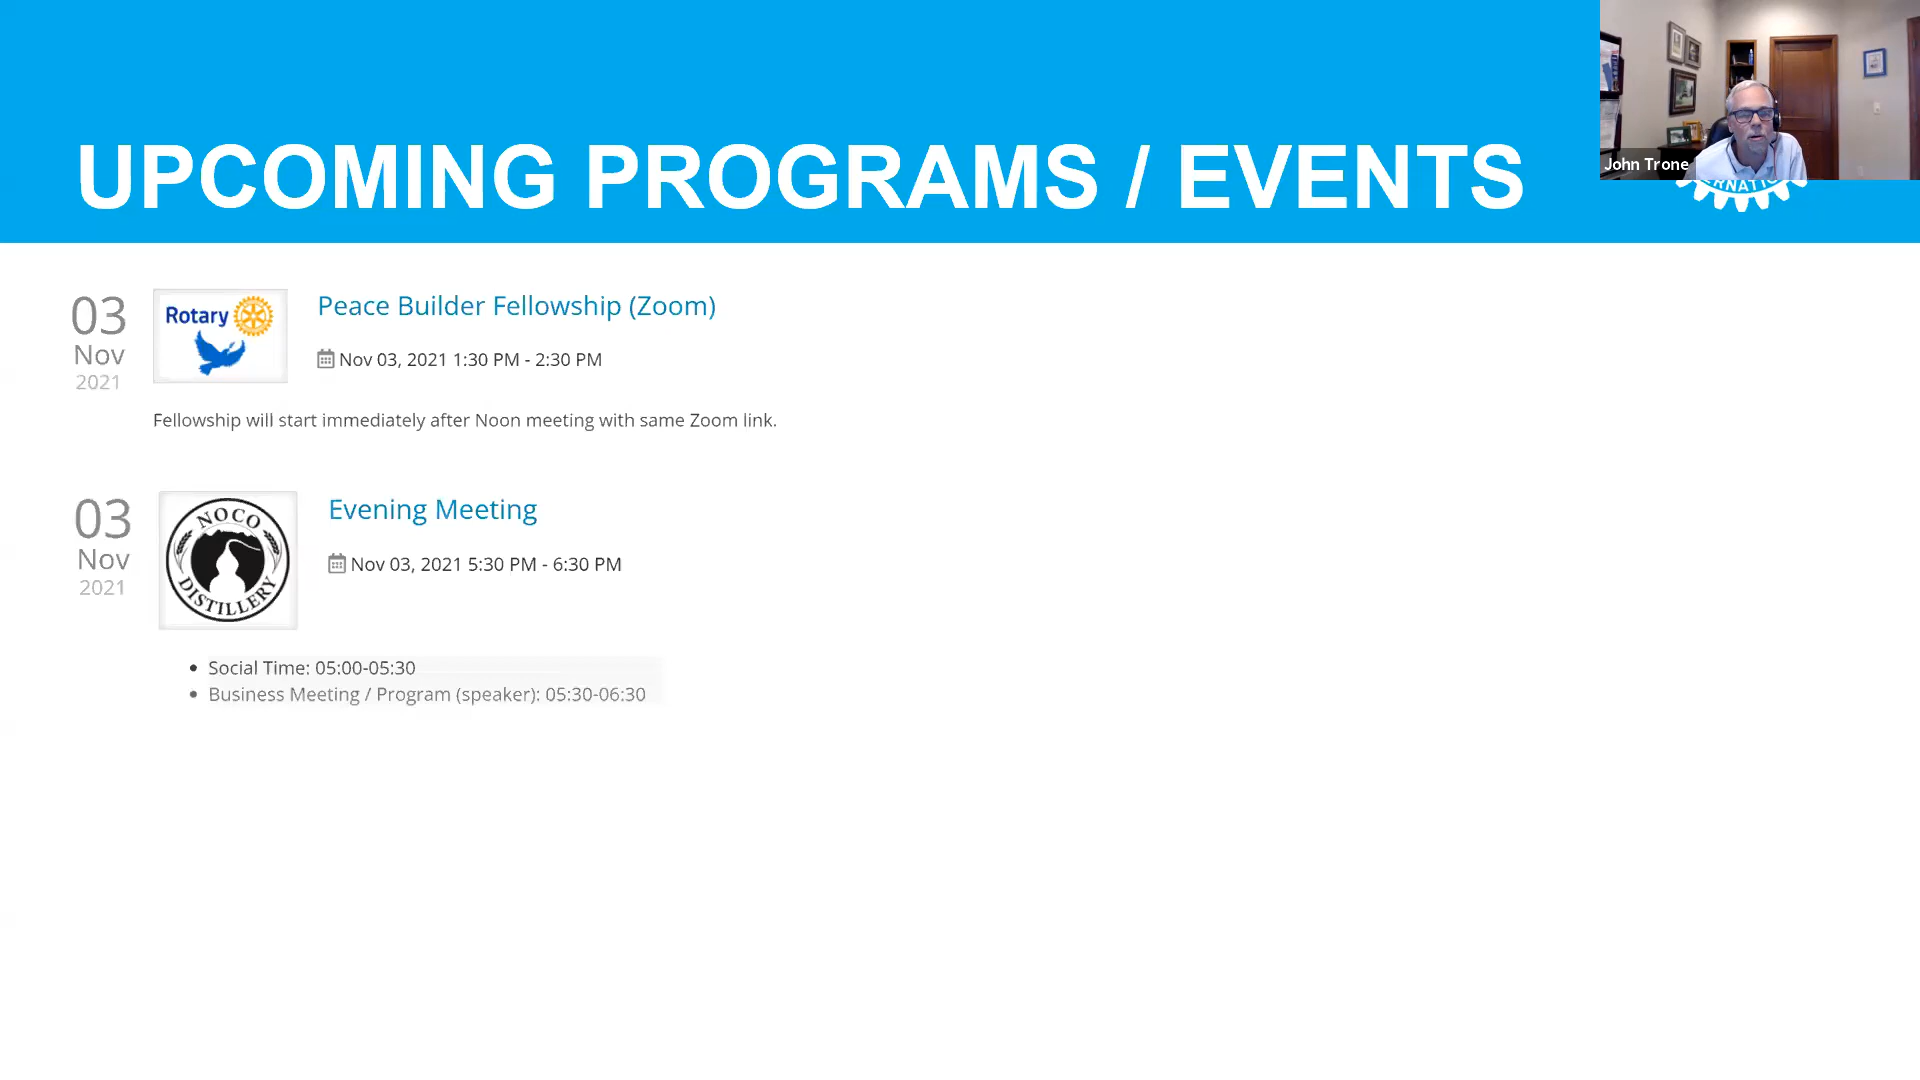 UPCOMING PROGRAMS / EVENTS
John Trone
03
Nov
2021
Rotary
Peace Builder Fellowship (Zoom)
Nov 03, 2021 1:30 PM - 2:30 PM
Fellowship will start immediately after Noon meeting with same Zoom link.
03
Nov
2021
NOCO
DISTILLERY
Evening Meeting
Nov 03, 2021 5:30 PM - 6:30 PM
• Social Time: 05:00-05:30
• Business Meeting / Program (speaker): 05:30-06:30